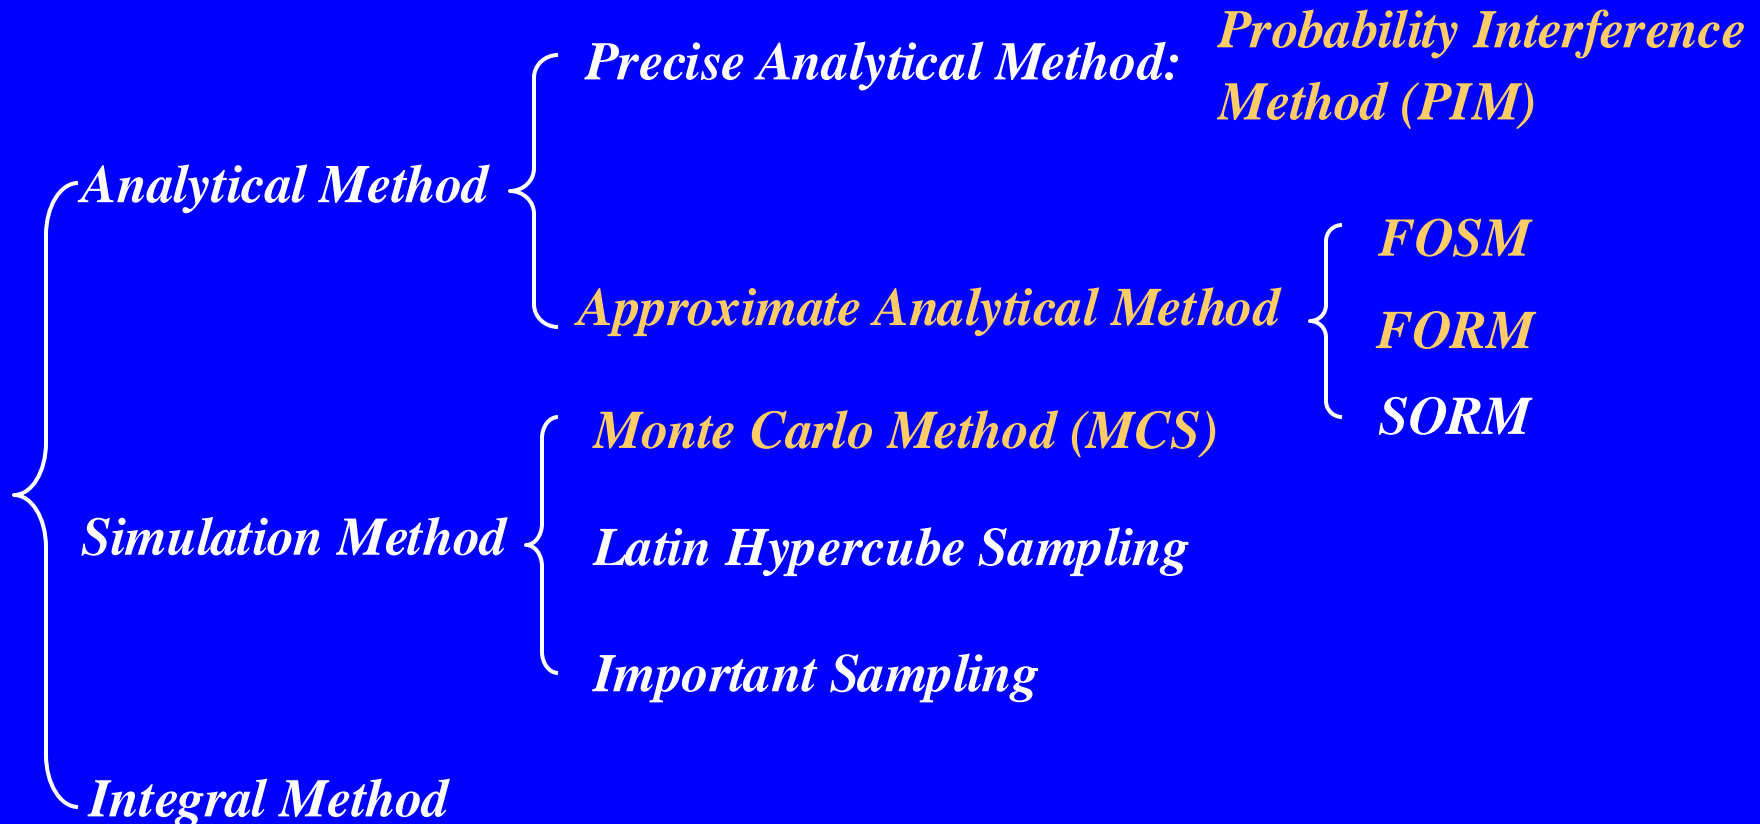 Precise Analytical Method:
Probability Interference
Method (PIM)
Analytical Method
Approximate Analytical Method
FOSM
FORM
SORM
Simulation Method
Monte Carlo Method (MCS)
Latin Hypercube Sampling
Important Sampling
Integral Method